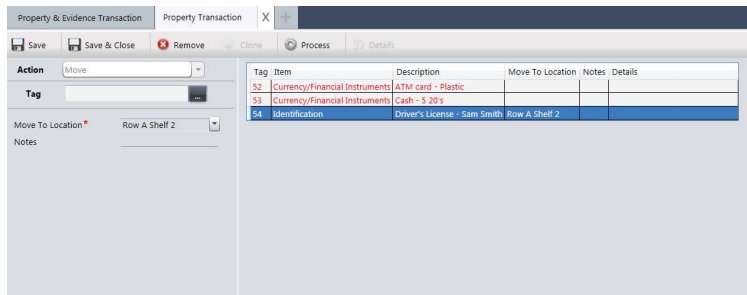 Property & Evidence Transaction Property Transaction X +
Save Save & Close Remove Clone Process Details
Action Move
Tag ...
Move To Location* Row A Shelf 2
Notes
Tag Item Description Move To Location Notes Details
52 Currency/Financial Instruments ATM card - Plastic
53 Currency/Financial Instruments Cash - 5 20's
54 Identification Driver's License - Sam Smith Row A Shelf 2